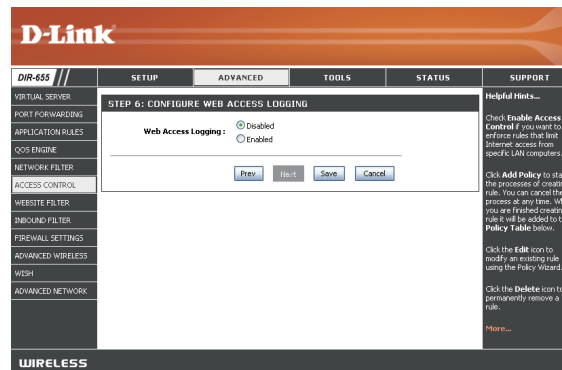 D-Link
DIR-655
SETUP
ADVANCED
TOOLS
STATUS
SUPPORT
VIRTUAL SERVER
PORT FORWARDING
APPLICATION RULES
QOS ENGINE
NETWORK FILTER
ACCESS CONTROL
WEBSITE FILTER
INBOUND FILTER
FIREWALL SETTINGS
ADVANCED WIRELESS
WISH
ADVANCED NETWORK
STEP 6: CONFIGURE WEB ACCESS LOGGING
Web Access Logging :
Disabled
Enabled
Prev
Next
Save
Cancel
Helpful Hints...
Check Enable Access
Control if you want to
enforce rules that limit
Internet access from
specific LAN computers.
Click Add Policy to sta
the processes of creatin
rule. You can cancel the
process at any time. Wh
you are finished creatin
rule it will be added to t
Policy Table below.
Click the Edit icon to
modify an existing rule
using the Policy Wizard.
Click the Delete icon to
permanently remove a
rule.
More...
WIRELESS